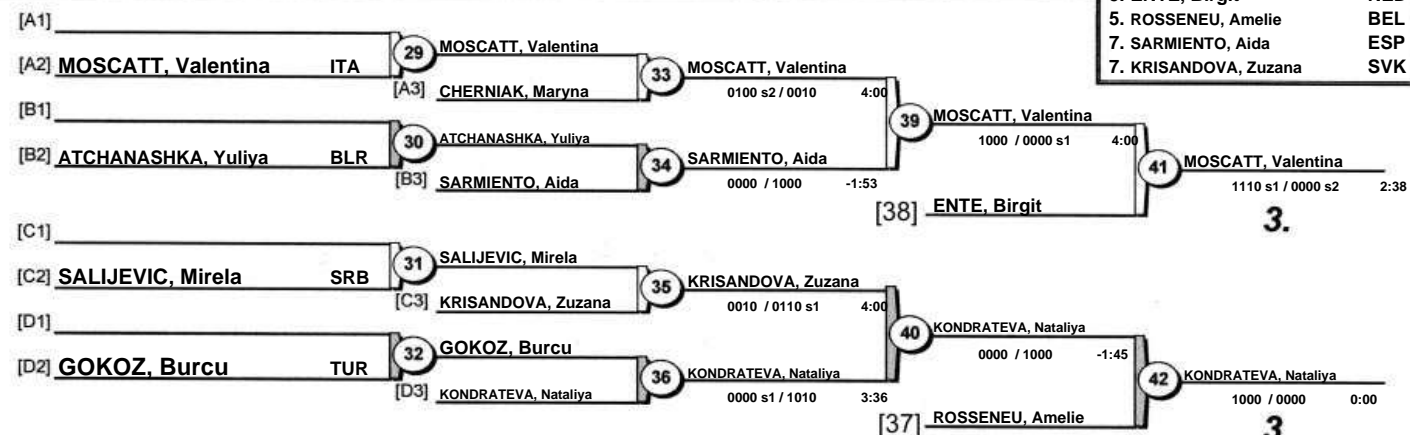 5. ROSSENEU, Amelie BEL
[A1]
[A2] MOSCATT, Valentina ITA 29 MOSCATT, Valentina
7. SARMIENTO, Aida ESP
7. KRISANDOVA, Zuzana SVK
[A3] CHERNIAK, Maryna 33 MOSCATT, Valentina
0100 s2 / 0010 4:00
[B1]
[B2] ATCHANASHKA, Yuliya BLR 30 ATCHANASHKA, Yuliya
[B3] SARMIENTO, Aida 34 SARMIENTO, Aida
0000 / 1000 -1:53
39 MOSCATT, Valentina
1000 / 0000 s1 4:00
[38] ENTE, Birgit
41 MOSCATT, Valentina
1110 s1 / 0000 s2 2:38
3.
[C1]
[C2] SALIJEVIC, Mirela SRB 31 SALIJEVIC, Mirela
[C3] KRISANDOVA, Zuzana 35 KRISANDOVA, Zuzana
0010 / 0110 s1 4:00
[D1]
[D2] GOKOZ, Burcu TUR 32 GOKOZ, Burcu
[D3] KONDRATEVA, Nataliya 36 KONDRATEVA, Nataliya
0000 s1 / 1010 3:36
40 KONDRATEVA, Nataliya
0000 / 1000 -1:45
[37] ROSSENEU, Amelie
42 KONDRATEVA, Nataliya
1000 / 0000 0:00
3